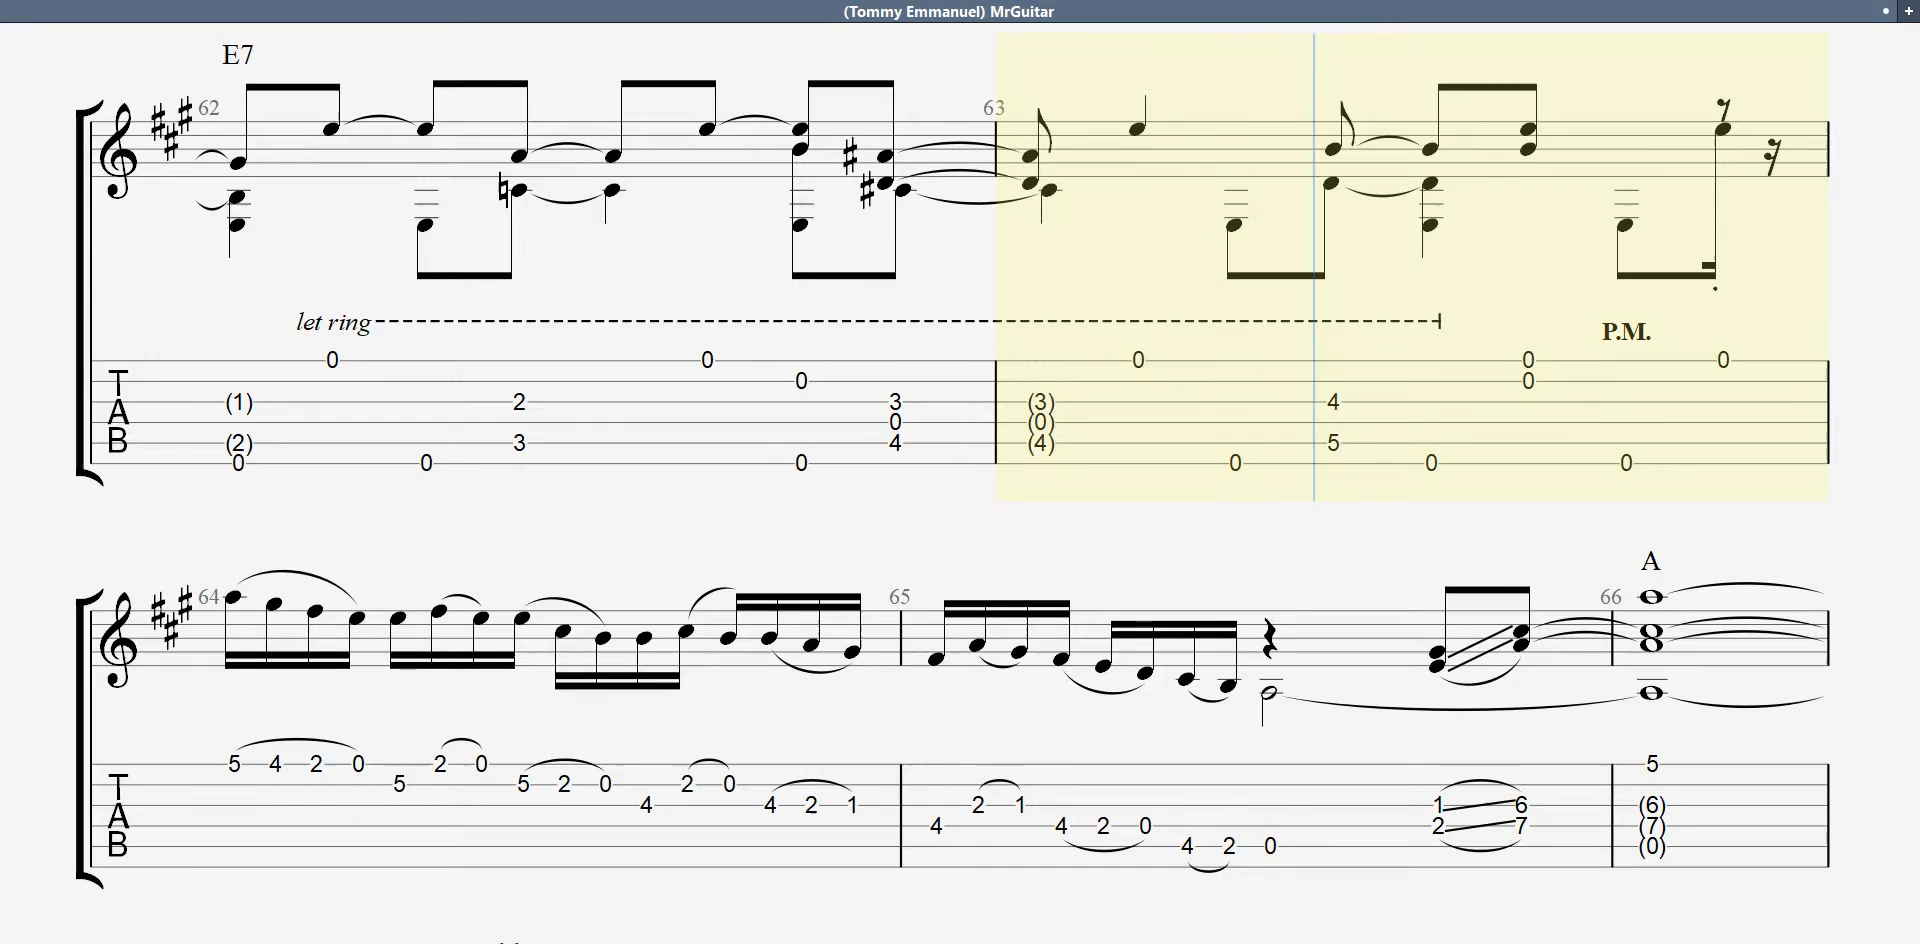 (Tommy Emmanuel) MrGuitar
E7
62 63
let ring P.M.
0 0 0 0 0
0 0
T (1) 2 3 (3) 4
A 0 (0)
B (2) 3 4 (4) 5
0 0 0 0 0 0
A
64 65 66
5 4 2 0 2 0 5
T 5 5 2 0 2 0
A 4 4 2 1 2 1 1 6 (6)
4 4 2 0 2 7 (7)
B 4 2 0 (0)